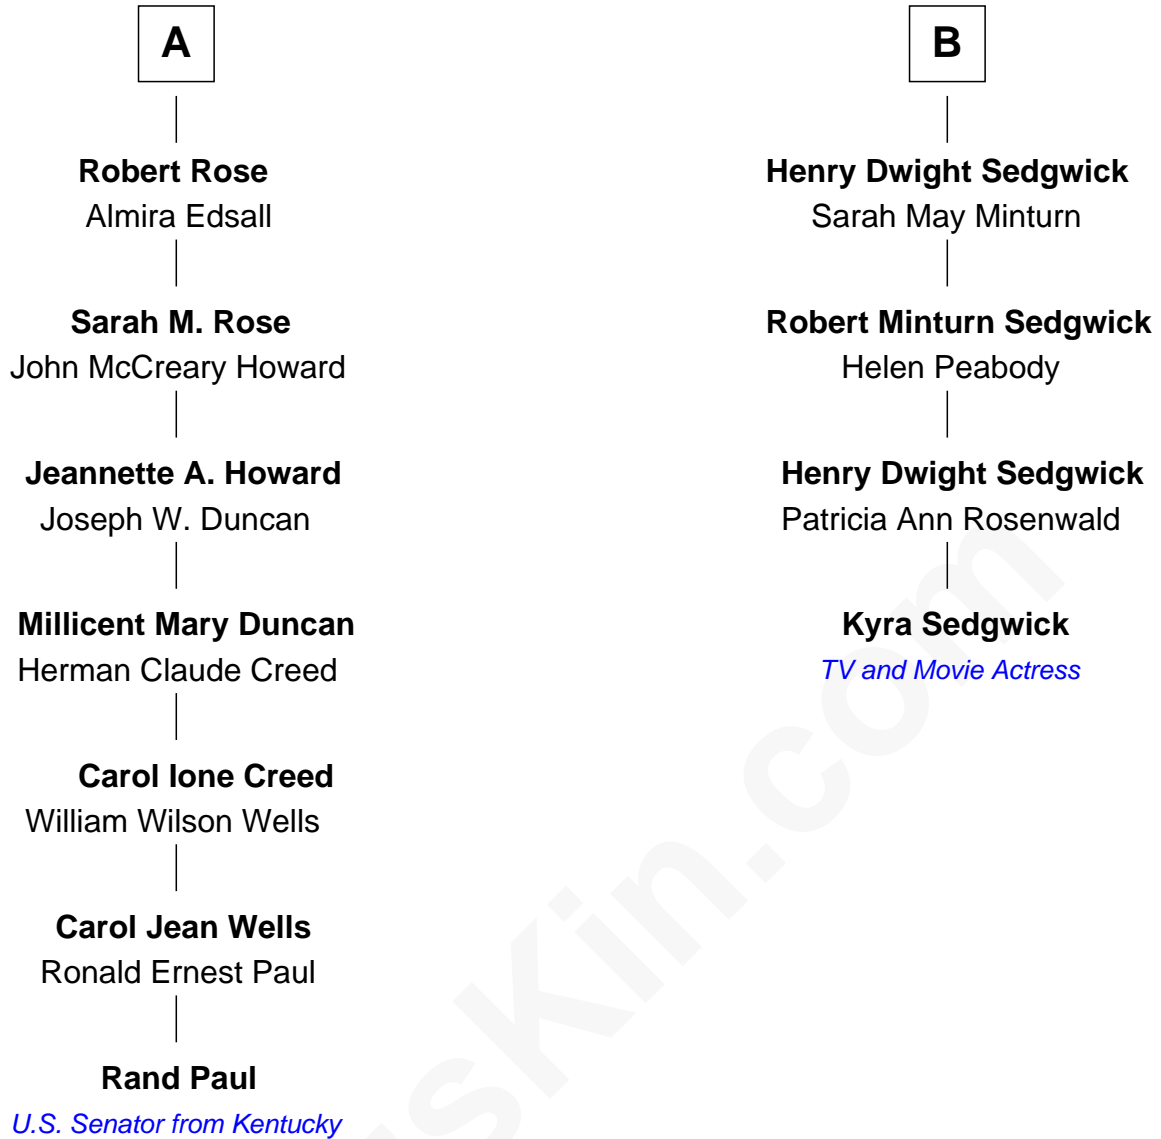 A
Robert Rose
Almira Edsall
Sarah M. Rose
John McCreary Howard
Jeannette A. Howard
Joseph W. Duncan
Millicent Mary Duncan
Herman Claude Creed
Carol Ione Creed
William Wilson Wells
Carol Jean Wells
Ronald Ernest Paul
Rand Paul
U.S. Senator from Kentucky
B
Henry Dwight Sedgwick
Sarah May Minturn
Robert Minturn Sedgwick
Helen Peabody
Henry Dwight Sedgwick
Patricia Ann Rosenwald
Kyra Sedgwick
TV and Movie Actress
usKin.com